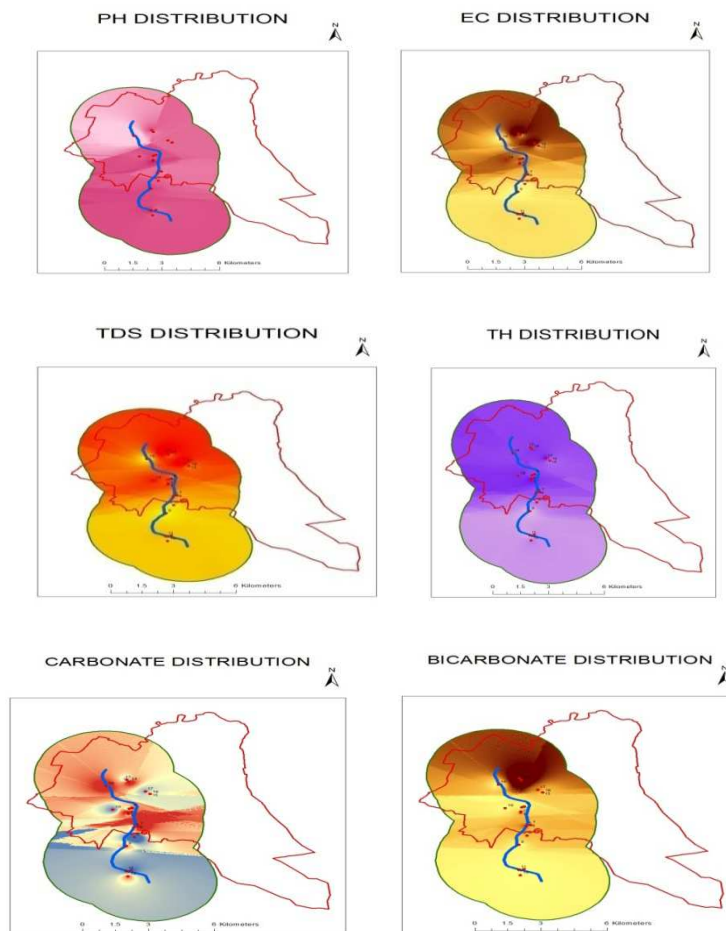 PH DISTRIBUTION
N
EC DISTRIBUTION
N
0 1.5 3 6 Kilometers
0 1.5 3 6 Kilometers
TDS DISTRIBUTION
N
TH DISTRIBUTION
N
0 1.5 3 6 Kilometers
0 1.5 3 6 Kilometers
CARBONATE DISTRIBUTION
N
BICARBONATE DISTRIBUTION
N
0 1.5 3 6 Kilometers
0 1.5 3 6 Kilometers